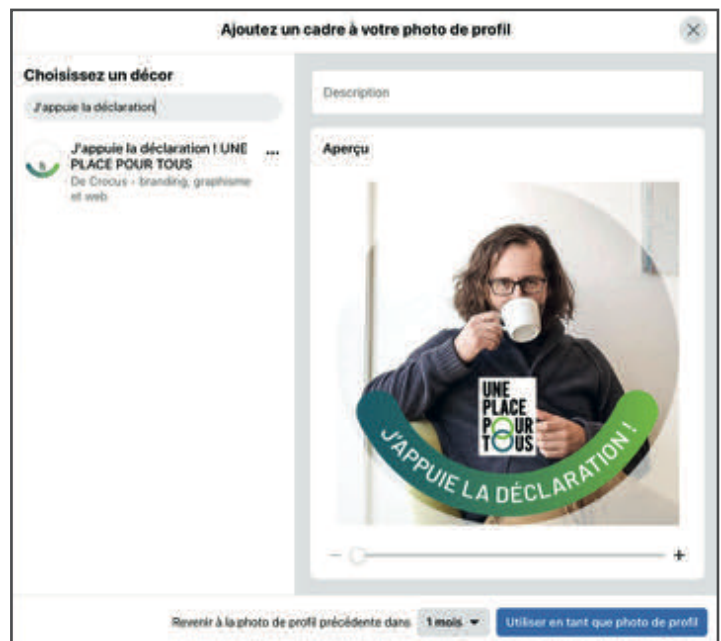 Ajoutez un cadre à votre photo de profil
Choisissez un décor
J'appuie la déclaration
J'appuie la déclaration ! UNE
PLACE POUR TOUS
De Crocus - branding, graphisme
et web
Description
Aperçu
UNE
PLACE
POUR
TOUS
J'APPUIE LA DÉCLARATION !
Revenir à la photo de profil précédente dans
1 mois
Utiliser en tant que photo de profil